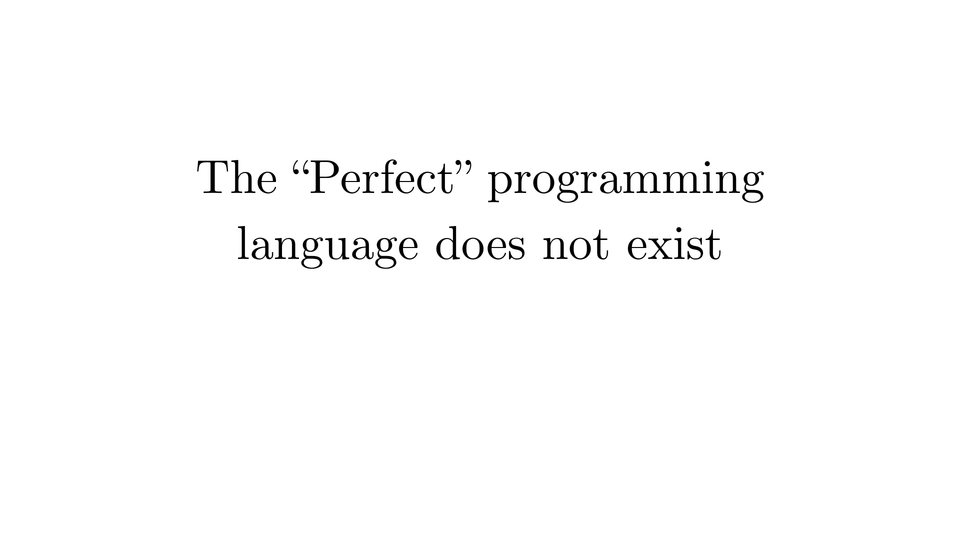 The “Perfect” programming
language does not exist